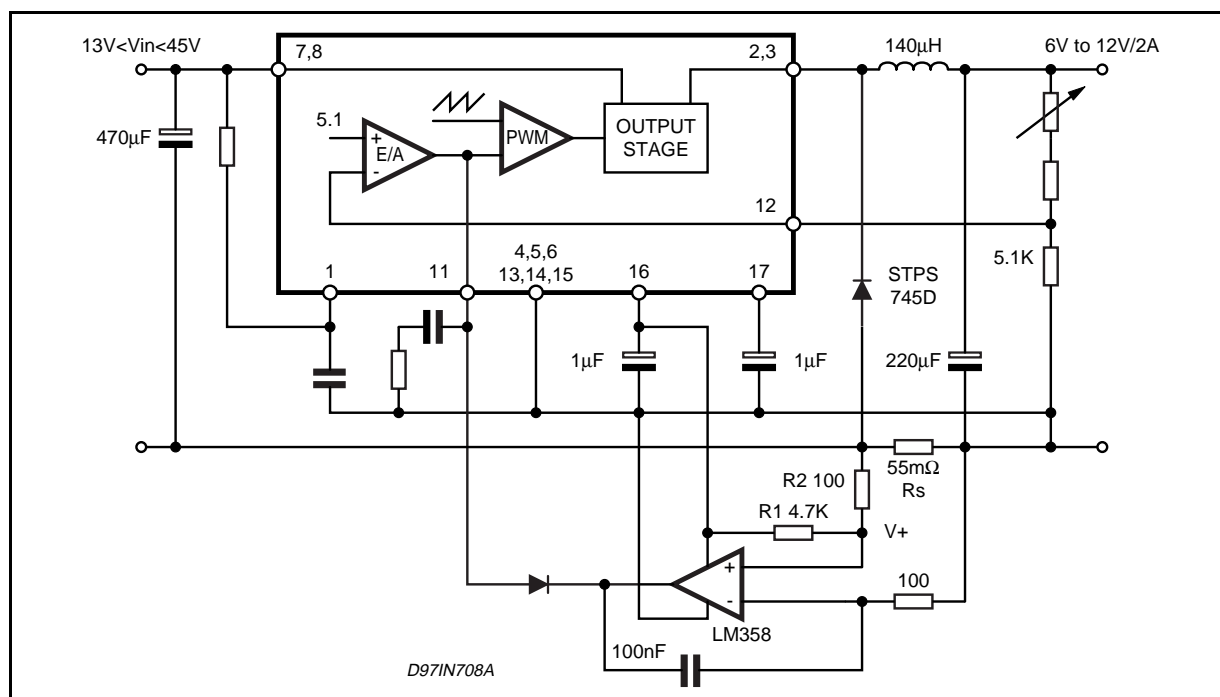 13V<Vin<45V
7,8
2,3
140μH
6V to 12V/2A
470μF
5.1
+
E/A
-
PWM
OUTPUT
STAGE
12
5.1K
1
11
4,5,6
13,14,15
16
17
STPS
745D
1μF
1μF
220μF
55mΩ
Rs
R2 100
R1 4.7K
V+
+
-
100
LM358
100nF
D97IN708A